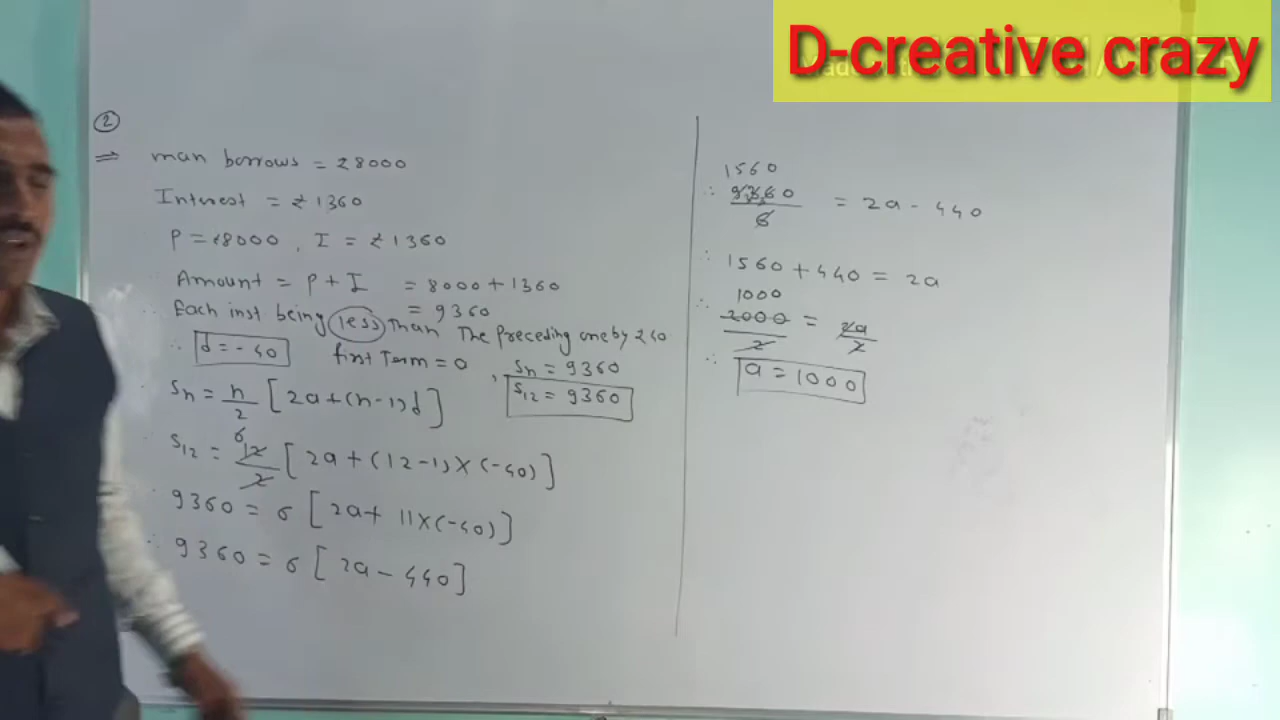 D-creative crazy
②
⇒ man borrows = ₹8000
Interest = ₹1360
P = ₹8000, I = ₹1360
Amount = P + I = 8000 + 1360
= 9360
Each inst being less Than The preceding one by ₹40
∴ d = - 40 first Term = a, Sn = 9360
S12 = 9360
Sn = n/2 [2a + (n-1)d]
6
S12 = 12/2 [2a + (12-1) × (-40)]
9360 = 6 [2a + 11 × (-40)]
∴ 9360 = 6 [2a - 440]
1560
∴ 9360/6 = 2a - 440
∴ 1560 + 440 = 2a
1000
∴ 2000/2 = 2a/2
∴ a = 1000